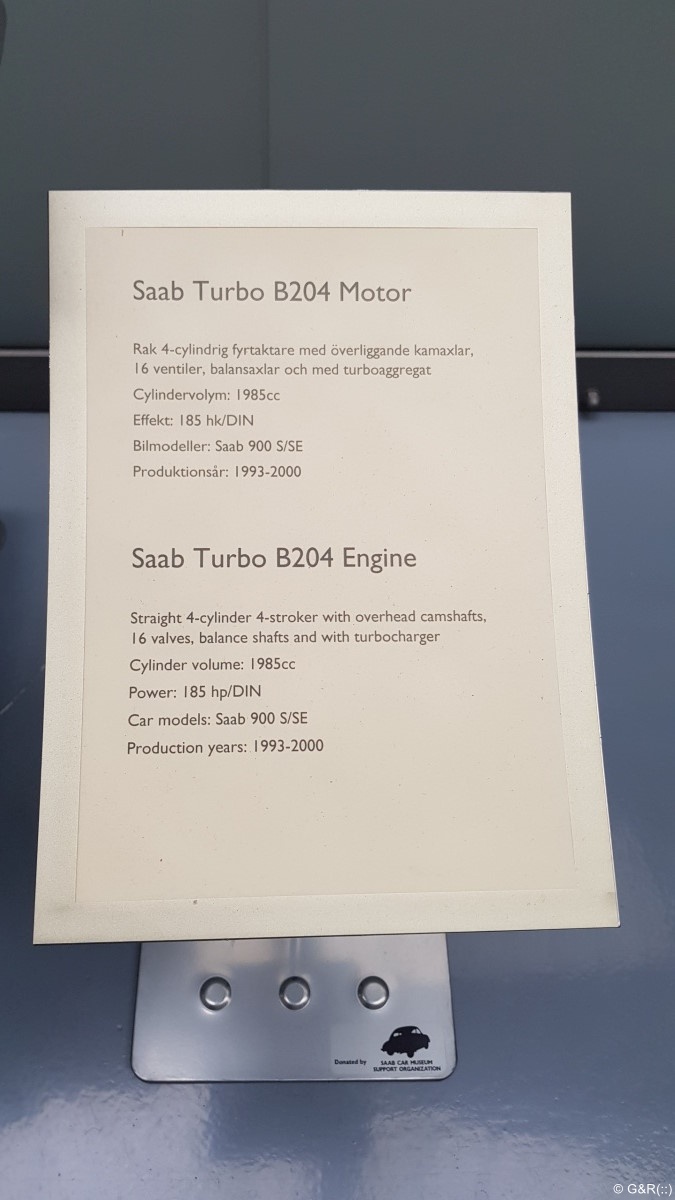 Saab Turbo B204 Motor
Rak 4-cylindrig fyrtaktare med överliggande kamaxlar,
16 ventiler, balansaxlar och med turboaggregat
Cylindervolym: 1985cc
Effekt: 185 hk/DIN
Bilmodeller: Saab 900 S/SE
Produktionsår: 1993-2000
Saab Turbo B204 Engine
Straight 4-cylinder 4-stroker with overhead camshafts,
16 valves, balance shafts and with turbocharger
Cylinder volume: 1985cc
Power: 185 hp/DIN
Car models: Saab 900 S/SE
Production years: 1993-2000
Donated by SAAB CAR MUSEUM
SUPPORT ORGANIZATION
© G&R(::)